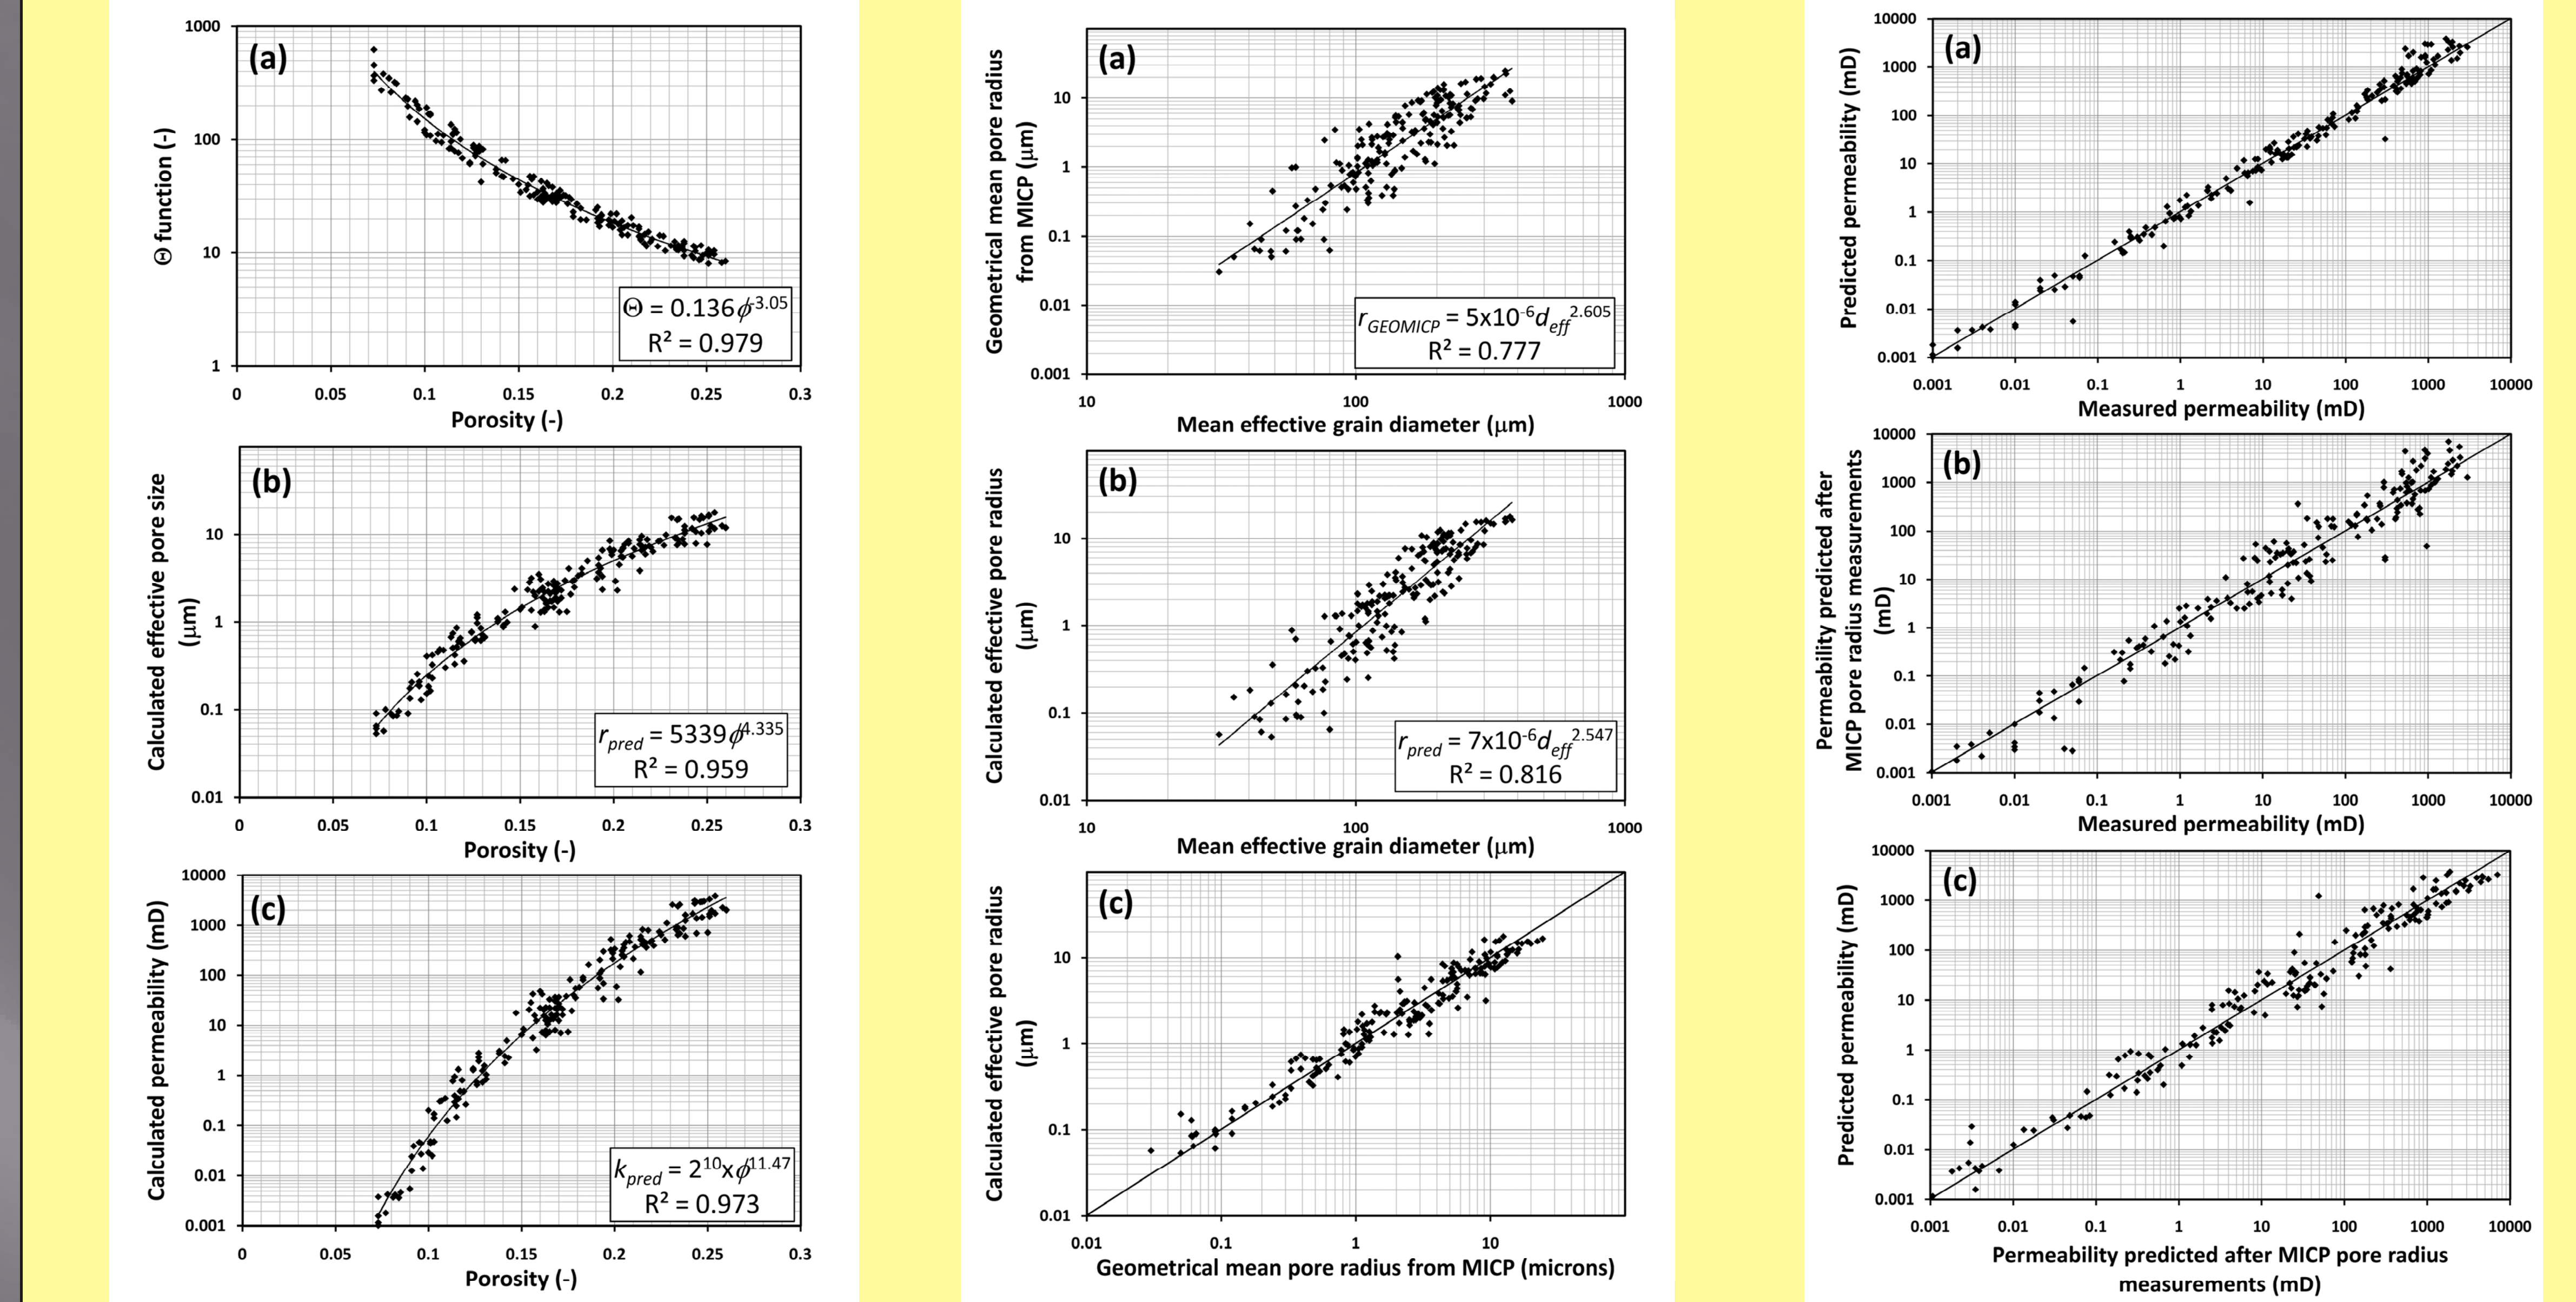 (a)
Θ function (-)
1000
100
10
1
0 0.05 0.1 0.15 0.2 0.25 0.3
Porosity (-)
Θ = 0.136ϕ^-3.05
R² = 0.979
(b)
Calculated effective pore size
(μm)
10
1
0.1
0.01
0 0.05 0.1 0.15 0.2 0.25 0.3
Porosity (-)
r_pred = 5339ϕ^4.335
R² = 0.959
(c)
Calculated permeability (mD)
10000
1000
100
10
1
0.1
0.01
0.001
0 0.05 0.1 0.15 0.2 0.25 0.3
Porosity (-)
k_pred = 2^10xϕ^11.47
R² = 0.973
(a)
Geometrical mean pore radius
from MICP (μm)
10
1
0.1
0.01
0.001
10 100 1000
Mean effective grain diameter (μm)
r_GEOMICP = 5x10^-6d_eff^2.605
R² = 0.777
(b)
Calculated effective pore radius
(μm)
10
1
0.1
0.01
10 100 1000
Mean effective grain diameter (μm)
r_pred = 7x10^-6d_eff^2.547
R² = 0.816
(c)
Calculated effective pore radius
(μm)
10
1
0.1
0.01
0.01 0.1 1 10
Geometrical mean pore radius from MICP (microns)
(a)
Predicted permeability (mD)
10000
1000
100
10
1
0.1
0.01
0.001
0.001 0.01 0.1 1 10 100 1000 10000
Measured permeability (mD)
(b)
Permeability predicted after
MICP pore radius measurements
(mD)
10000
1000
100
10
1
0.1
0.01
0.001
0.001 0.01 0.1 1 10 100 1000 10000
Measured permeability (mD)
(c)
Predicted permeability (mD)
10000
1000
100
10
1
0.1
0.01
0.001
0.001 0.01 0.1 1 10 100 1000 10000
Permeability predicted after MICP pore radius
measurements (mD)